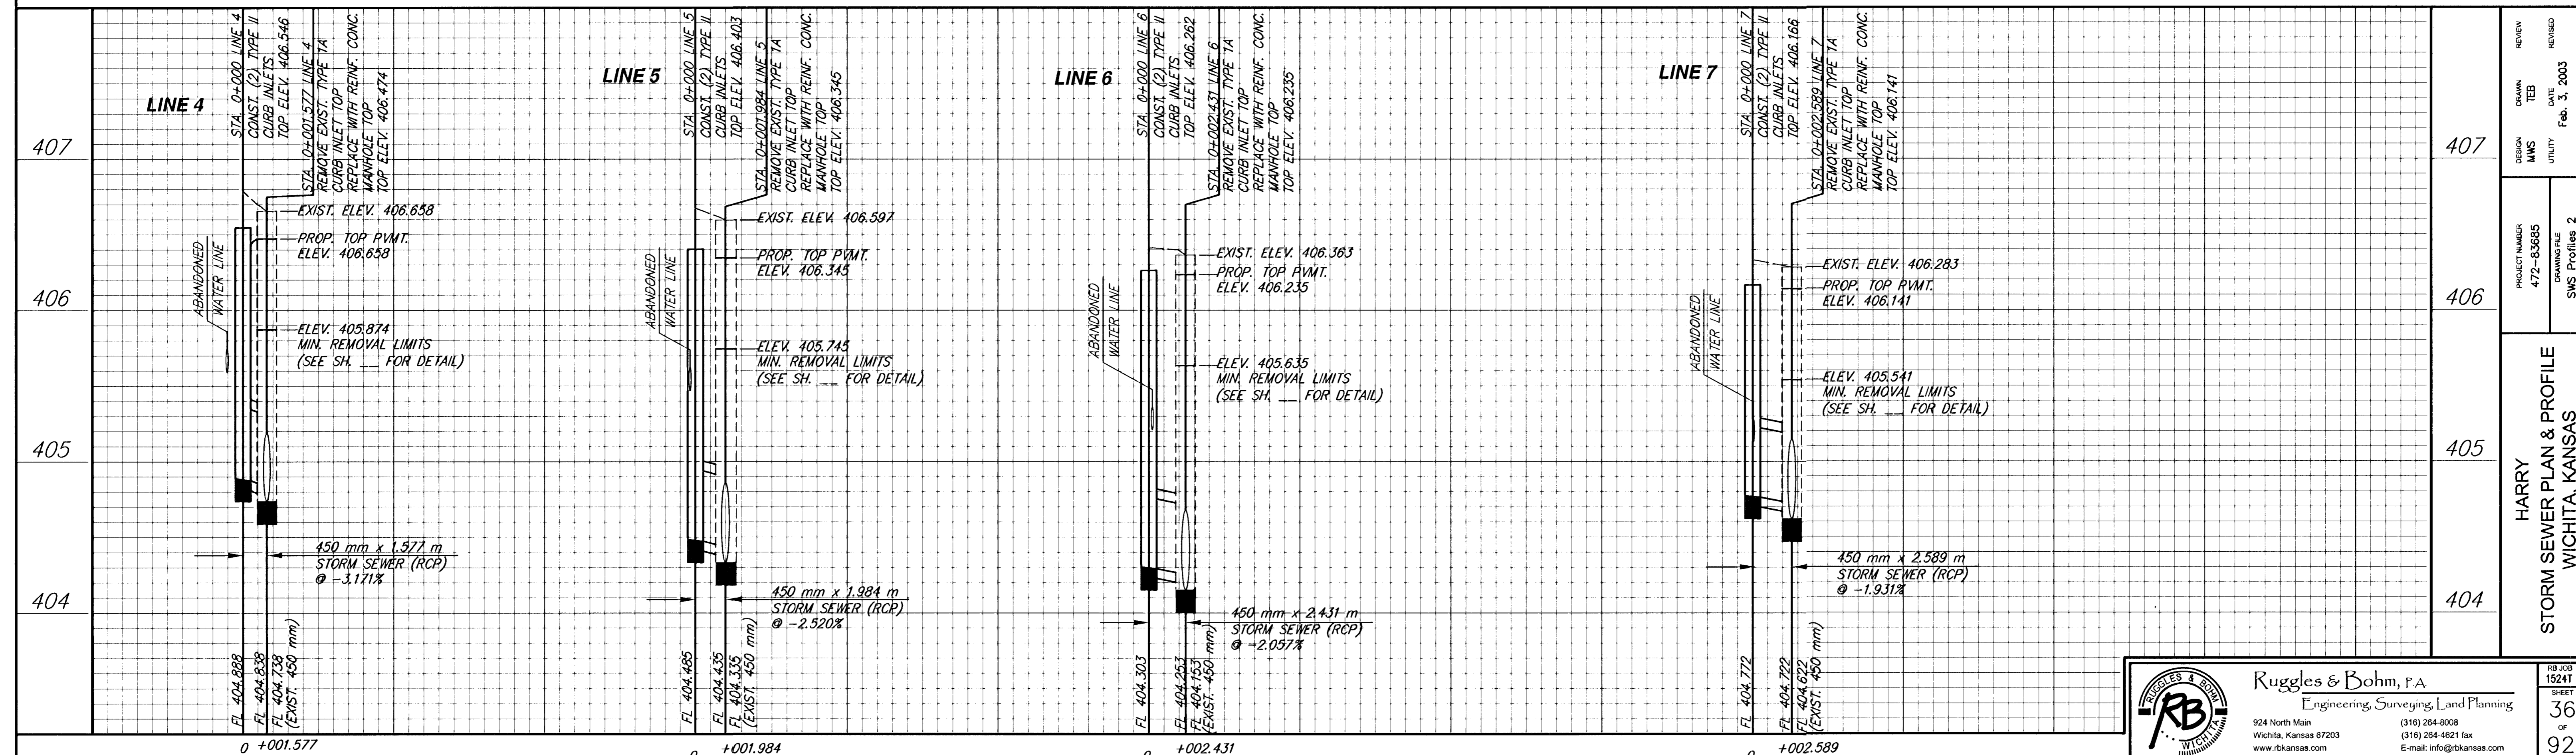 407
406
405
404
LINE 4
STA. 0+000 LINE 4
CONST. (2) TYPE II
CURB INLETS
TOP ELEV. 406.546
STA. 0+001.577 LINE 4
REMOVE EXIST. TYPE 1A
CURB INLET TOP
REPLACE WITH REINF. CONC.
MANHOLE TOP
TOP ELEV. 406.474
EXIST. ELEV. 406.658
PROP. TOP PVMT.
ELEV. 406.658
ABANDONED
WATER LINE
ELEV. 405.874
MIN. REMOVAL LIMITS
(SEE SH. __ FOR DETAIL)
450 mm x 1.577 m
STORM SEWER (RCP)
@ -3.171%
FL 404.888
FL 404.838
FL 404.738
(EXIST. 450 mm)
0 +001.577
LINE 5
STA. 0+000 LINE 5
CONST. (2) TYPE II
CURB INLETS
TOP ELEV. 406.403
STA. 0+001.984 LINE 5
REMOVE EXIST. TYPE 1A
CURB INLET TOP
REPLACE WITH REINF. CONC.
MANHOLE TOP
TOP ELEV. 406.345
EXIST. ELEV. 406.597
PROP. TOP PVMT.
ELEV. 406.345
ABANDONED
WATER LINE
ELEV. 405.745
MIN. REMOVAL LIMITS
(SEE SH. __ FOR DETAIL)
450 mm x 1.984 m
STORM SEWER (RCP)
@ -2.520%
FL 404.485
FL 404.435
FL 404.335
(EXIST. 450 mm)
+001.984
LINE 6
STA. 0+000 LINE 6
CONST. (2) TYPE II
CURB INLETS
TOP ELEV. 406.262
STA. 0+002.431 LINE 6
REMOVE EXIST. TYPE 1A
CURB INLET TOP
REPLACE WITH REINF. CONC.
MANHOLE TOP
TOP ELEV. 406.235
EXIST. ELEV. 406.363
PROP. TOP PVMT.
ELEV. 406.235
ABANDONED
WATER LINE
ELEV. 405.635
MIN. REMOVAL LIMITS
(SEE SH. __ FOR DETAIL)
450 mm x 2.431 m
STORM SEWER (RCP)
@ -2.057%
FL 404.303
FL 404.253
FL 404.153
(EXIST. 450 mm)
+002.431
LINE 7
STA. 0+000 LINE 7
CONST. (2) TYPE II
CURB INLETS
TOP ELEV. 406.166
STA. 0+002.589 LINE 7
REMOVE EXIST. TYPE 1A
CURB INLET TOP
REPLACE WITH REINF. CONC.
MANHOLE TOP
TOP ELEV. 406.141
EXIST. ELEV. 406.283
PROP. TOP PVMT.
ELEV. 406.141
ABANDONED
WATER LINE
ELEV. 405.541
MIN. REMOVAL LIMITS
(SEE SH. __ FOR DETAIL)
450 mm x 2.589 m
STORM SEWER (RCP)
@ -1.931%
FL 404.772
FL 404.722
FL 404.622
(EXIST. 450 mm)
+002.589
407
406
405
404
DESIGN DRAWN REVIEW
MWS TEB
UTILITY DATE REVISED
Feb. 3, 2003
PROJECT NUMBER
472-83685
DRAWING FILE
SWS Profiles 2
HARRY
STORM SEWER PLAN & PROFILE
WICHITA, KANSAS
RUGGLES & BOHM
RB
WICHITA
Ruggles & Bohm, P.A.
Engineering, Surveying, Land Planning
924 North Main
Wichita, Kansas 67203
www.rbkansas.com
(316) 264-8008
(316) 264-4621 fax
E-mail: info@rbkansas.com
RB JOB
1524T
SHEET
36
OF
92